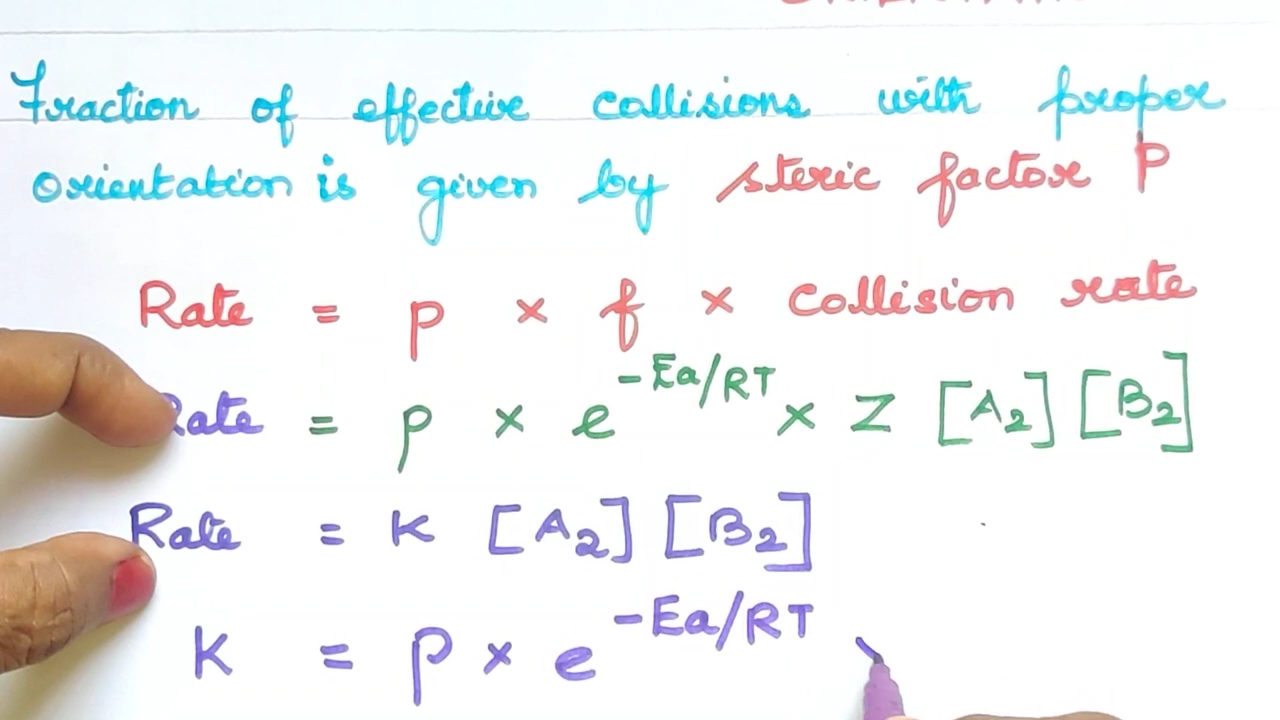 Fraction of effective collisions with proper
orientation is given by steric factor P
Rate = p × f × collision rate
Rate = p × e^-Ea/RT × Z [A₂] [B₂]
Rate = K [A₂] [B₂]
K = p × e^-Ea/RT